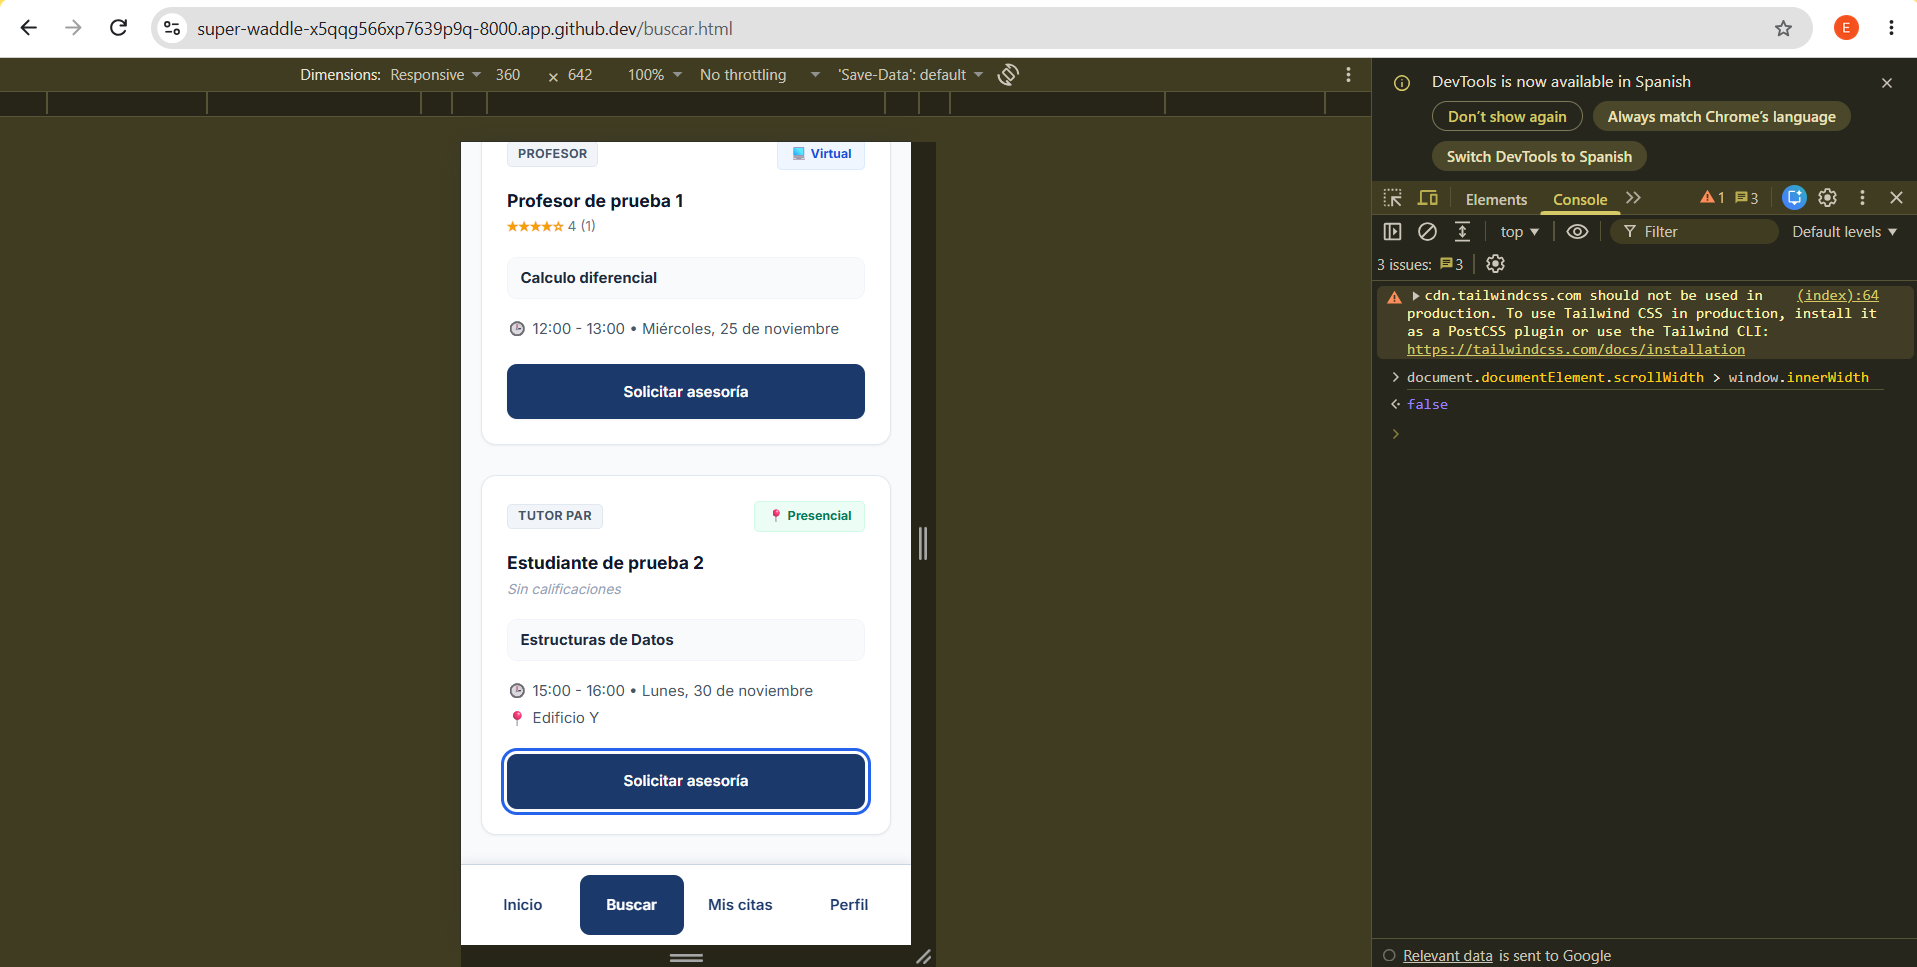 super-waddle-x5qqg566xp7639p9q-8000.app.github.dev/buscar.html
E
Dimensions: Responsive 360 × 642 100% No throttling 'Save-Data': default
DevTools is now available in Spanish
Don't show again
Always match Chrome's language
Switch DevTools to Spanish
Elements
Console
1
3
top
Filter
Default levels
3 issues: 3
cdn.tailwindcss.com should not be used in (index):64
production. To use Tailwind CSS in production, install it
as a PostCSS plugin or use the Tailwind CLI:
https://tailwindcss.com/docs/installation
document.documentElement.scrollWidth > window.innerWidth
false
Relevant data is sent to Google
PROFESOR
Virtual
Profesor de prueba 1
★★★★☆ 4 (1)
Calculo diferencial
12:00 - 13:00 • Miércoles, 25 de noviembre
Solicitar asesoría
TUTOR PAR
Presencial
Estudiante de prueba 2
Sin calificaciones
Estructuras de Datos
15:00 - 16:00 • Lunes, 30 de noviembre
Edificio Y
Solicitar asesoría
Inicio
Buscar
Mis citas
Perfil